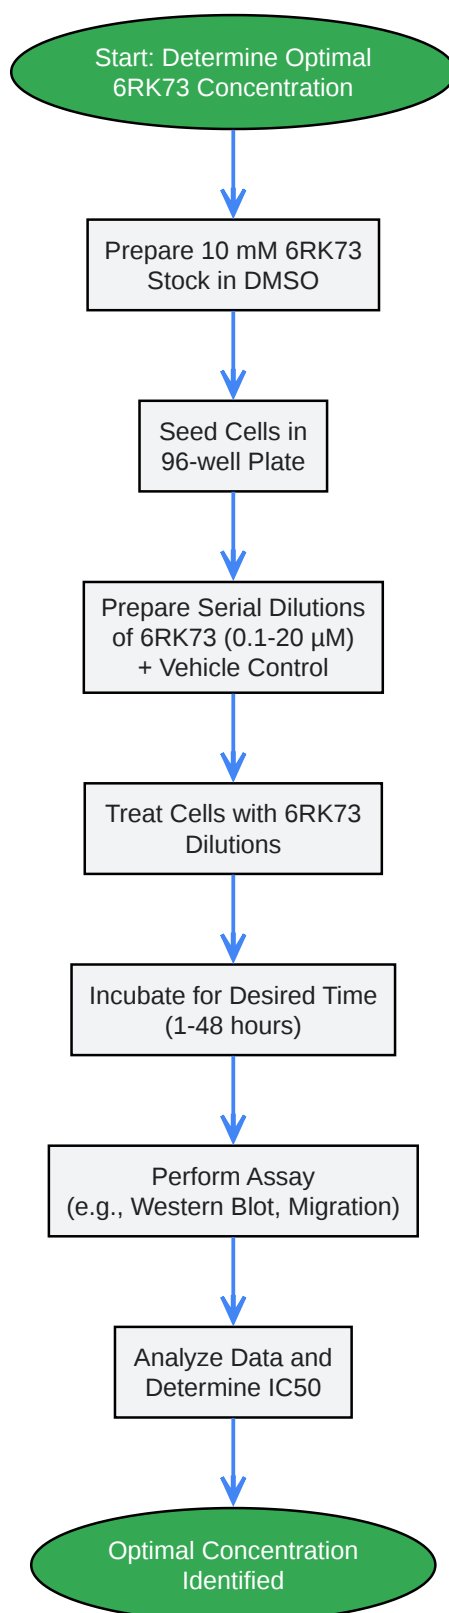 Start: Determine Optimal
6RK73 Concentration
Prepare 10 mM 6RK73
Stock in DMSO
Seed Cells in
96-well Plate
Prepare Serial Dilutions
of 6RK73 (0.1-20 µM)
+ Vehicle Control
Treat Cells with 6RK73
Dilutions
Incubate for Desired Time
(1-48 hours)
Perform Assay
(e.g., Western Blot, Migration)
Analyze Data and
Determine IC50
Optimal Concentration
Identified